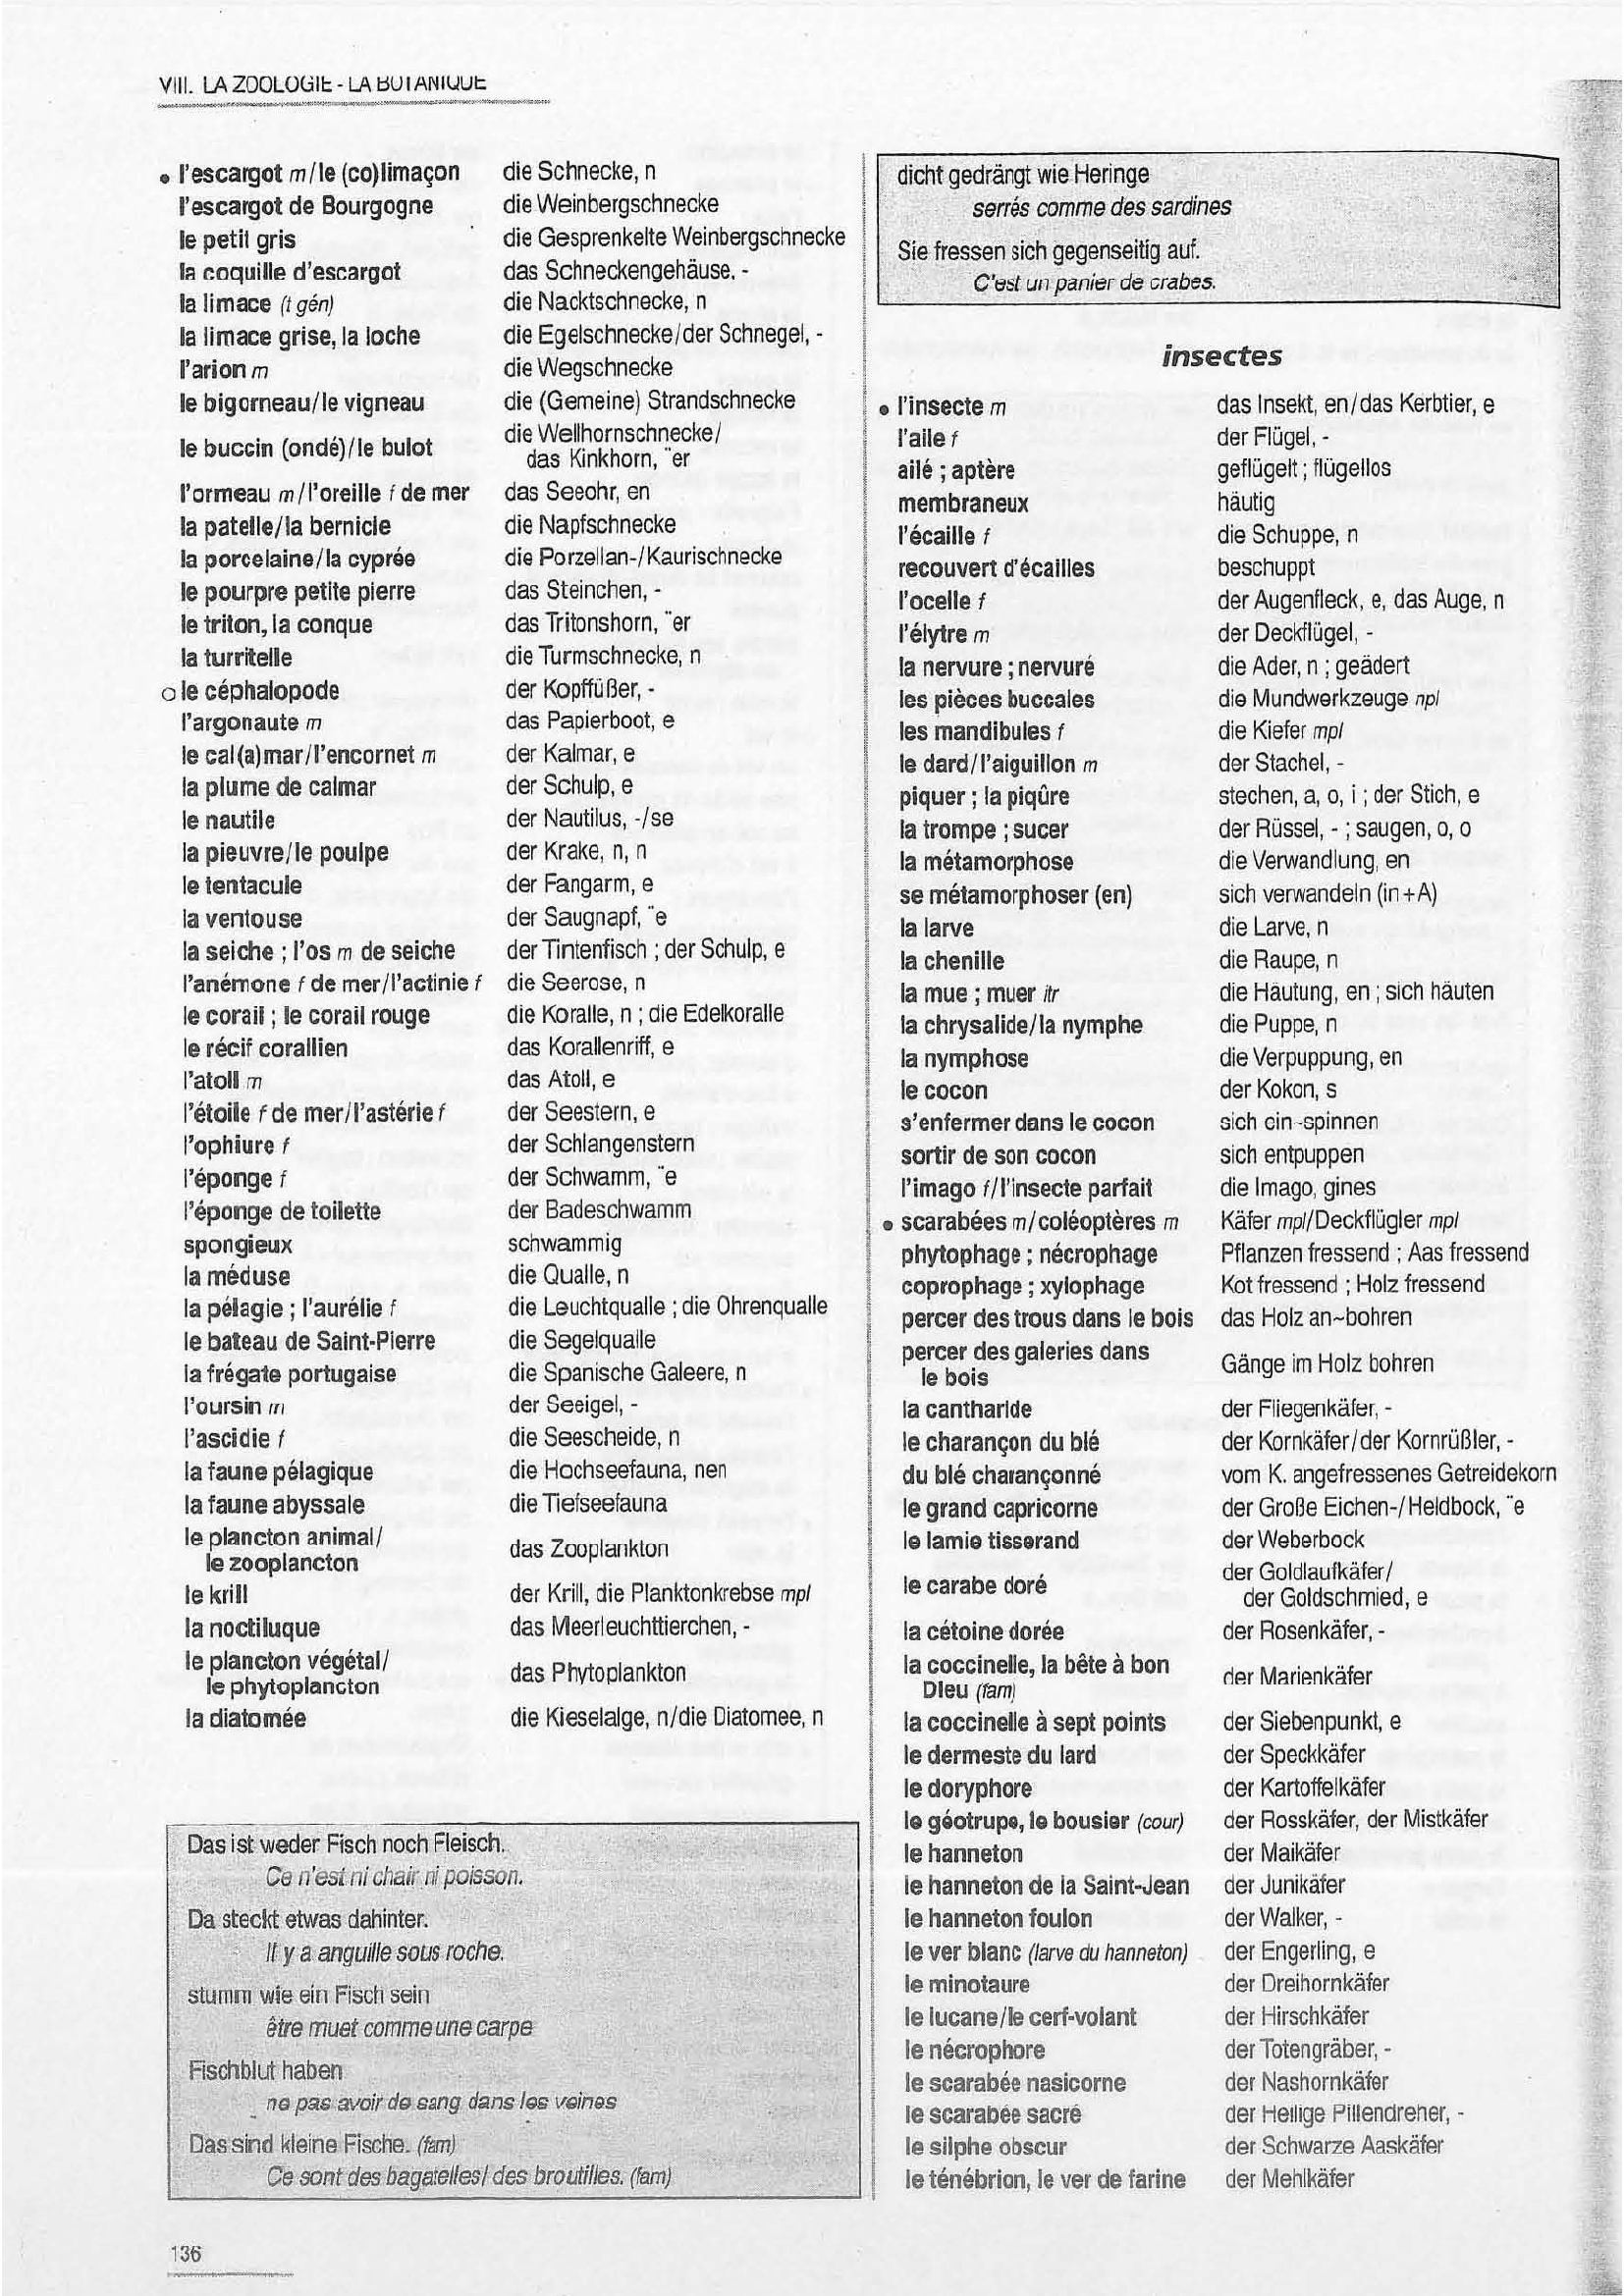 VIII. LA ZOOLOGIE - LA BOTANIQUE
• l'escargot m/le (co)limaçon die Schnecke, n
l'escargot de Bourgogne die Weinbergschnecke
le petit gris die Gesprenkelte Weinbergschnecke
la coquille d'escargot das Schneckengehäuse, -
la limace (t gén) die Nacktschnecke, n
la limace grise, la loche die Egelschnecke/der Schnegel, -
l'arion m die Wegschnecke
le bigorneau/le vigneau die (Gemeine) Strandschnecke
le buccin (ondé)/le bulot die Wellhornschnecke/
das Kinkhorn, ¨er
l'ormeau m/l'oreille f de mer das Seeohr, en
la patelle/la bernicle die Napfschnecke
la porcelaine/la cyprée die Porzellan-/Kaurischnecke
le pourpre petite pierre das Steinchen, -
le triton, la conque das Tritonshorn, ¨er
la turritelle die Turmschnecke, n
○ le céphalopode der Kopffüßer, -
l'argonaute m das Papierboot, e
le cal(a)mar/l'encornet m der Kalmar, e
la plume de calmar der Schulp, e
le nautile der Nautilus, -/se
la pieuvre/le poulpe der Krake, n, n
le tentacule der Fangarm, e
la ventouse der Saugnapf, ¨e
la seiche ; l'os m de seiche der Tintenfisch ; der Schulp, e
l'anémone f de mer/l'actinie f die Seerose, n
le corail ; le corail rouge die Koralle, n ; die Edelkoralle
le récif corallien das Korallenriff, e
l'atoll m das Atoll, e
l'étoile f de mer/l'astérie f der Seestern, e
l'ophiure f der Schlangenstern
l'éponge f der Schwamm, ¨e
l'éponge de toilette der Badeschwamm
spongieux schwammig
la méduse die Qualle, n
la pélagie ; l'aurélie f die Leuchtqualle ; die Ohrenqualle
le bateau de Saint-Pierre die Segelqualle
la frégate portugaise die Spanische Galeere, n
l'oursin m der Seeigel, -
l'ascidie f die Seescheide, n
la faune pélagique die Hochseefauna, nen
la faune abyssale die Tiefseefauna
le plancton animal/
le zooplancton das Zooplankton
le krill der Krill, die Planktonkrebse mpl
la noctiluque das Meerleuchttierchen, -
le plancton végétal/
le phytoplancton das Phytoplankton
la diatomée die Kieselalge, n/die Diatomee, n
Das ist weder Fisch noch Fleisch.
Ce n'est ni chair ni poisson.
Da steckt etwas dahinter.
Il y a anguille sous roche.
stumm wie ein Fisch sein
être muet comme une carpe
Fischblut haben
ne pas avoir de sang dans les veines
Das sind kleine Fische. (fam)
Ce sont des bagatelles/ des broutilles. (fam)
136
dicht gedrängt wie Heringe
serrés comme des sardines
Sie fressen sich gegenseitig auf.
C'est un panier de crabes.
insectes
• l'insecte m das Insekt, en/das Kerbtier, e
l'aile f der Flügel, -
ailé ; aptère geflügelt ; flügellos
membraneux häutig
l'écaille f die Schuppe, n
recouvert d'écailles beschuppt
l'ocelle f der Augenfleck, e, das Auge, n
l'élytre m der Deckflügel, -
la nervure ; nervuré die Ader, n ; geädert
les pièces buccales die Mundwerkzeuge npl
les mandibules f die Kiefer mpl
le dard/l'aiguillon m der Stachel, -
piquer ; la piqûre stechen, a, o, i ; der Stich, e
la trompe ; sucer der Rüssel, - ; saugen, o, o
la métamorphose die Verwandlung, en
se métamorphoser (en) sich verwandeln (in+A)
la larve die Larve, n
la chenille die Raupe, n
la mue ; muer itr die Häutung, en ; sich häuten
la chrysalide/la nymphe die Puppe, n
la nymphose die Verpuppung, en
le cocon der Kokon, s
s'enfermer dans le cocon sich ein~spinnen
sortir de son cocon sich entpuppen
l'imago f/l'insecte parfait die Imago, gines
• scarabées m/coléoptères m Käfer mpl/Deckflügler mpl
phytophage ; nécrophage Pflanzen fressend ; Aas fressend
coprophage ; xylophage Kot fressend ; Holz fressend
percer des trous dans le bois das Holz an~bohren
percer des galeries dans
le bois Gänge im Holz bohren
la cantharide der Fliegenkäfer, -
le charançon du blé der Kornkäfer/der Kornrüßler, -
du blé charançonné vom K. angefressenes Getreidekorn
le grand capricorne der Große Eichen-/Heldbock, ¨e
le lamie tisserand der Weberbock
le carabe doré der Goldlaufkäfer/
der Goldschmied, e
la cétoine dorée der Rosenkäfer, -
la coccinelle, la bête à bon
Dieu (fam) der Marienkäfer
la coccinelle à sept points der Siebenpunkt, e
le dermeste du lard der Speckkäfer
le doryphore der Kartoffelkäfer
le géotrupe, le bousier (cour) der Rosskäfer, der Mistkäfer
le hanneton der Maikäfer
le hanneton de la Saint-Jean der Junikäfer
le hanneton foulon der Walker, -
le ver blanc (larve du hanneton) der Engerling, e
le minotaure der Dreihornkäfer
le lucane/le cerf-volant der Hirschkäfer
le nécrophore der Totengräber, -
le scarabée nasicorne der Nashornkäfer
le scarabée sacré der Heilige Pillendreher, -
le silphe obscur der Schwarze Aaskäfer
le ténébrion, le ver de farine der Mehlkäfer